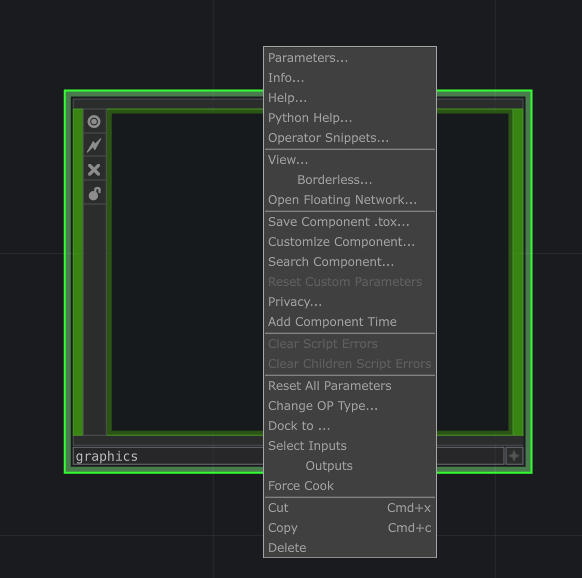 Parameters...
Info...
Help...
Python Help...
Operator Snippets...
View...
Borderless...
Open Floating Network...
Save Component .tox...
Customize Component...
Search Component...
Reset Custom Parameters
Privacy...
Add Component Time
Clear Script Errors
Clear Children Script Errors
Reset All Parameters
Change OP Type...
Dock to ...
Select Inputs
Outputs
Force Cook
Cut Cmd+x
Copy Cmd+c
Delete
graphics